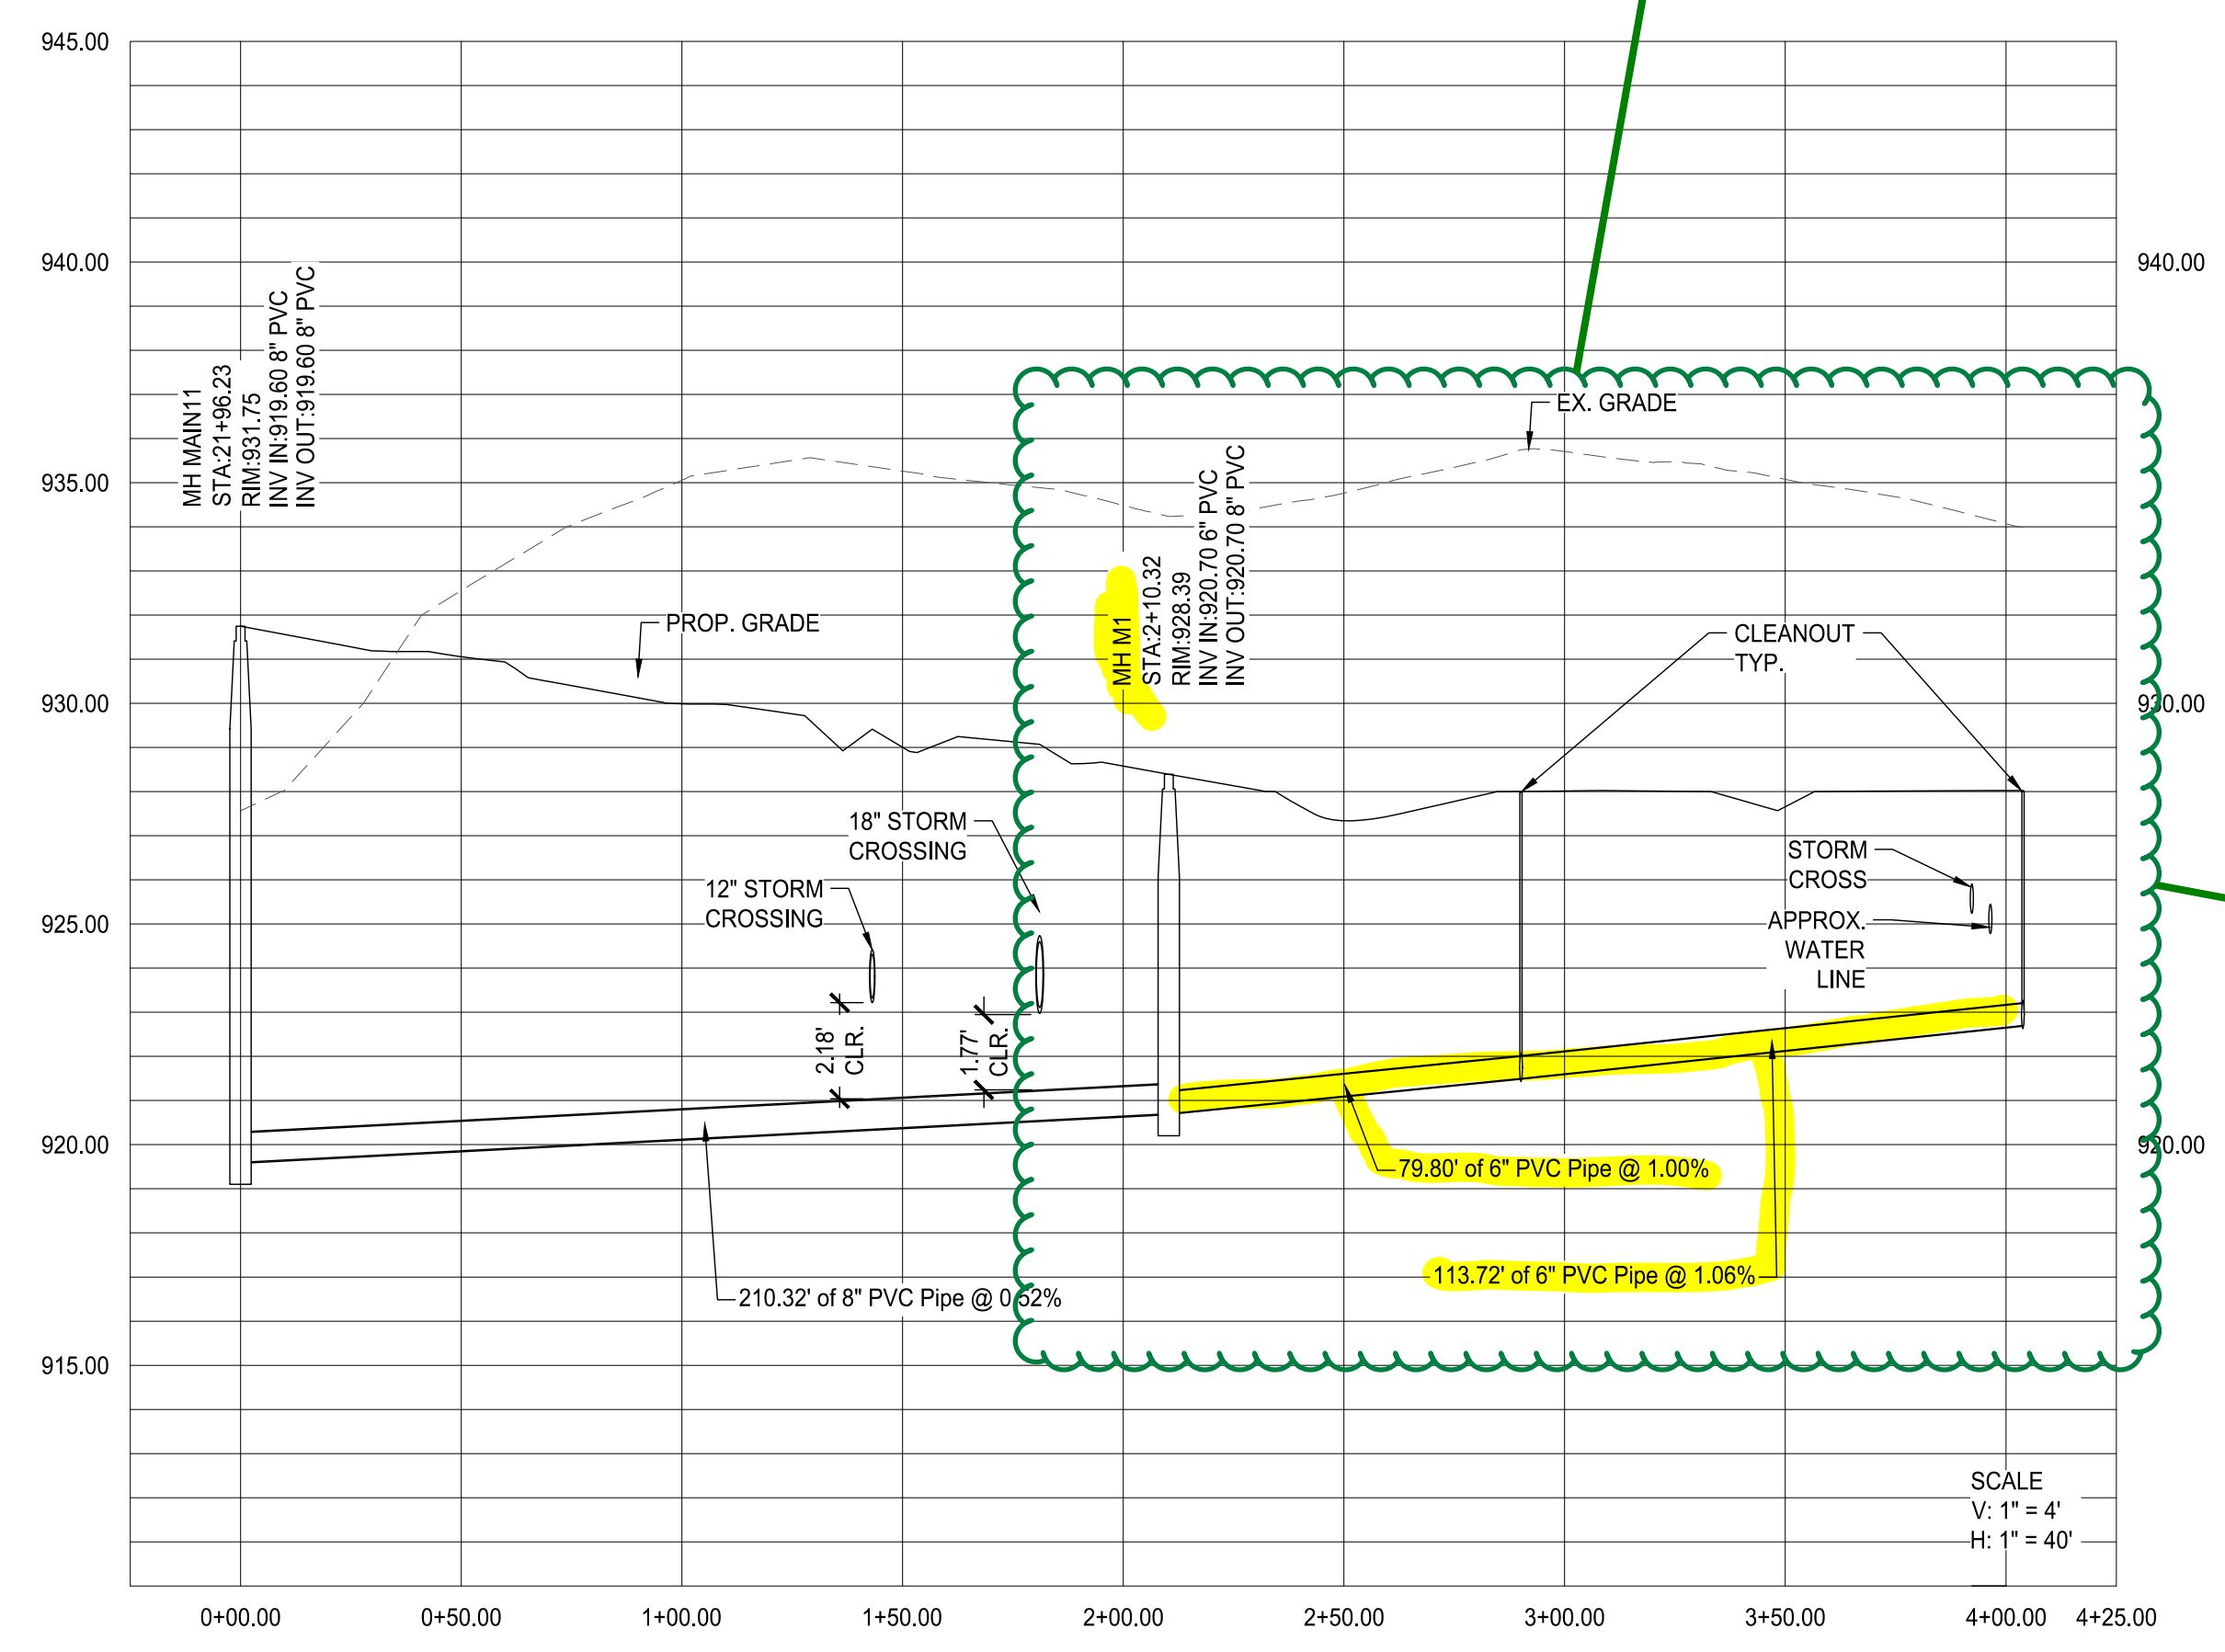 945.00
940.00
935.00
930.00
925.00
920.00
915.00
940.00
930.00
920.00
MH MAIN11
STA:21+96.23
RIM:931.75
INV IN:919.60 8" PVC
INV OUT:919.60 8" PVC
EX. GRADE
PROP. GRADE
MH M1
STA:2+10.32
RIM:928.39
INV IN:920.70 6" PVC
INV OUT:920.70 8" PVC
CLEANOUT
TYP.
18" STORM
CROSSING
12" STORM
CROSSING
STORM
CROSS
APPROX.
WATER
LINE
2.18'
CLR.
1.77'
CLR.
79.80' of 6" PVC Pipe @ 1.00%
113.72' of 6" PVC Pipe @ 1.06%
210.32' of 8" PVC Pipe @ 0.52%
SCALE
V: 1" = 4'
H: 1" = 40'
0+00.00
0+50.00
1+00.00
1+50.00
2+00.00
2+50.00
3+00.00
3+50.00
4+00.00
4+25.00